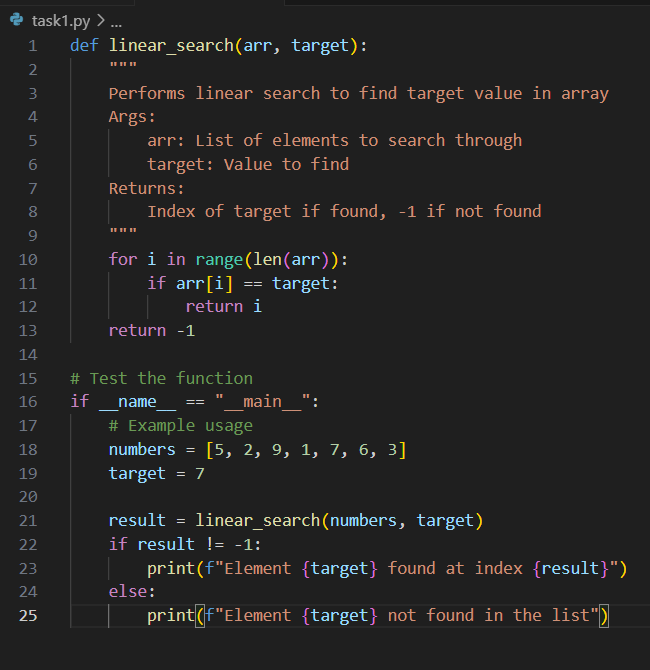 task1.py > ...
1 def linear_search(arr, target):
2     """
3     Performs linear search to find target value in array
4     Args:
5         arr: List of elements to search through
6         target: Value to find
7     Returns:
8         Index of target if found, -1 if not found
9     """
10     for i in range(len(arr)):
11         if arr[i] == target:
12             return i
13     return -1
14
15 # Test the function
16 if __name__ == "__main__":
17     # Example usage
18     numbers = [5, 2, 9, 1, 7, 6, 3]
19     target = 7
20
21     result = linear_search(numbers, target)
22     if result != -1:
23         print(f"Element {target} found at index {result}")
24     else:
25         print(f"Element {target} not found in the list")